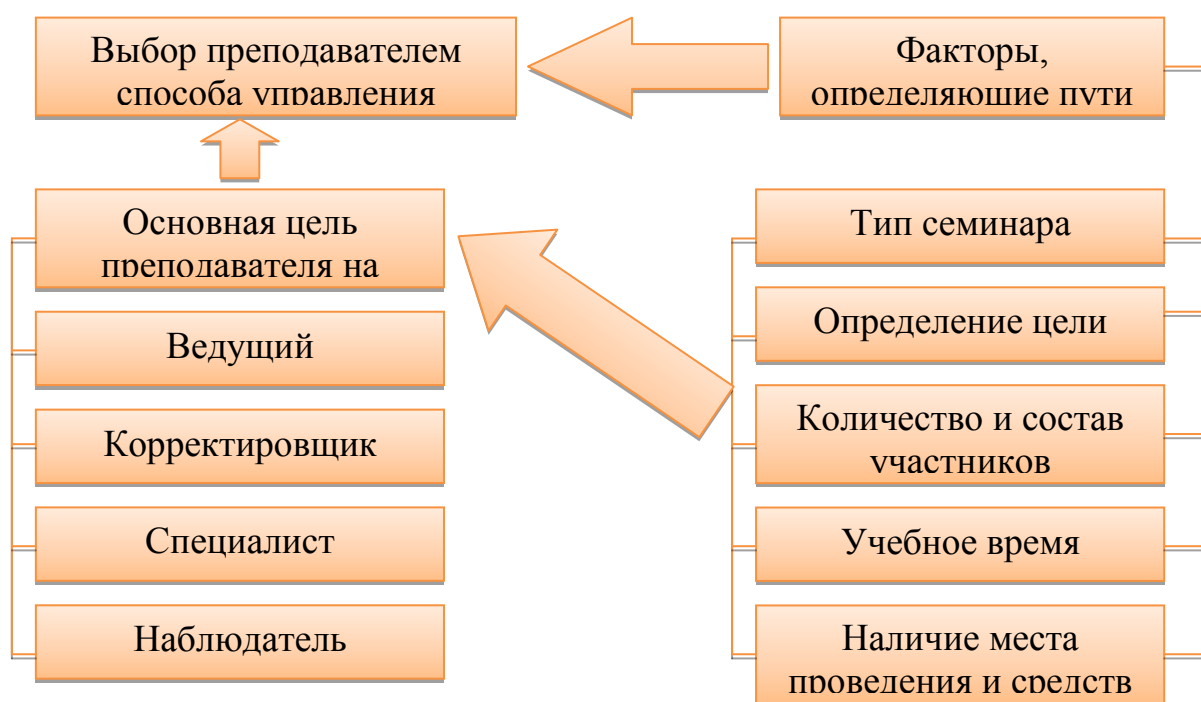 Выбор преподавателем
способа управления
Факторы,
определяющие пути
Основная цель
преподавателя на
Ведущий
Корректировщик
Специалист
Наблюдатель
Тип семинара
Определение цели
Количество и состав
участников
Учебное время
Наличие места
проведения и средств